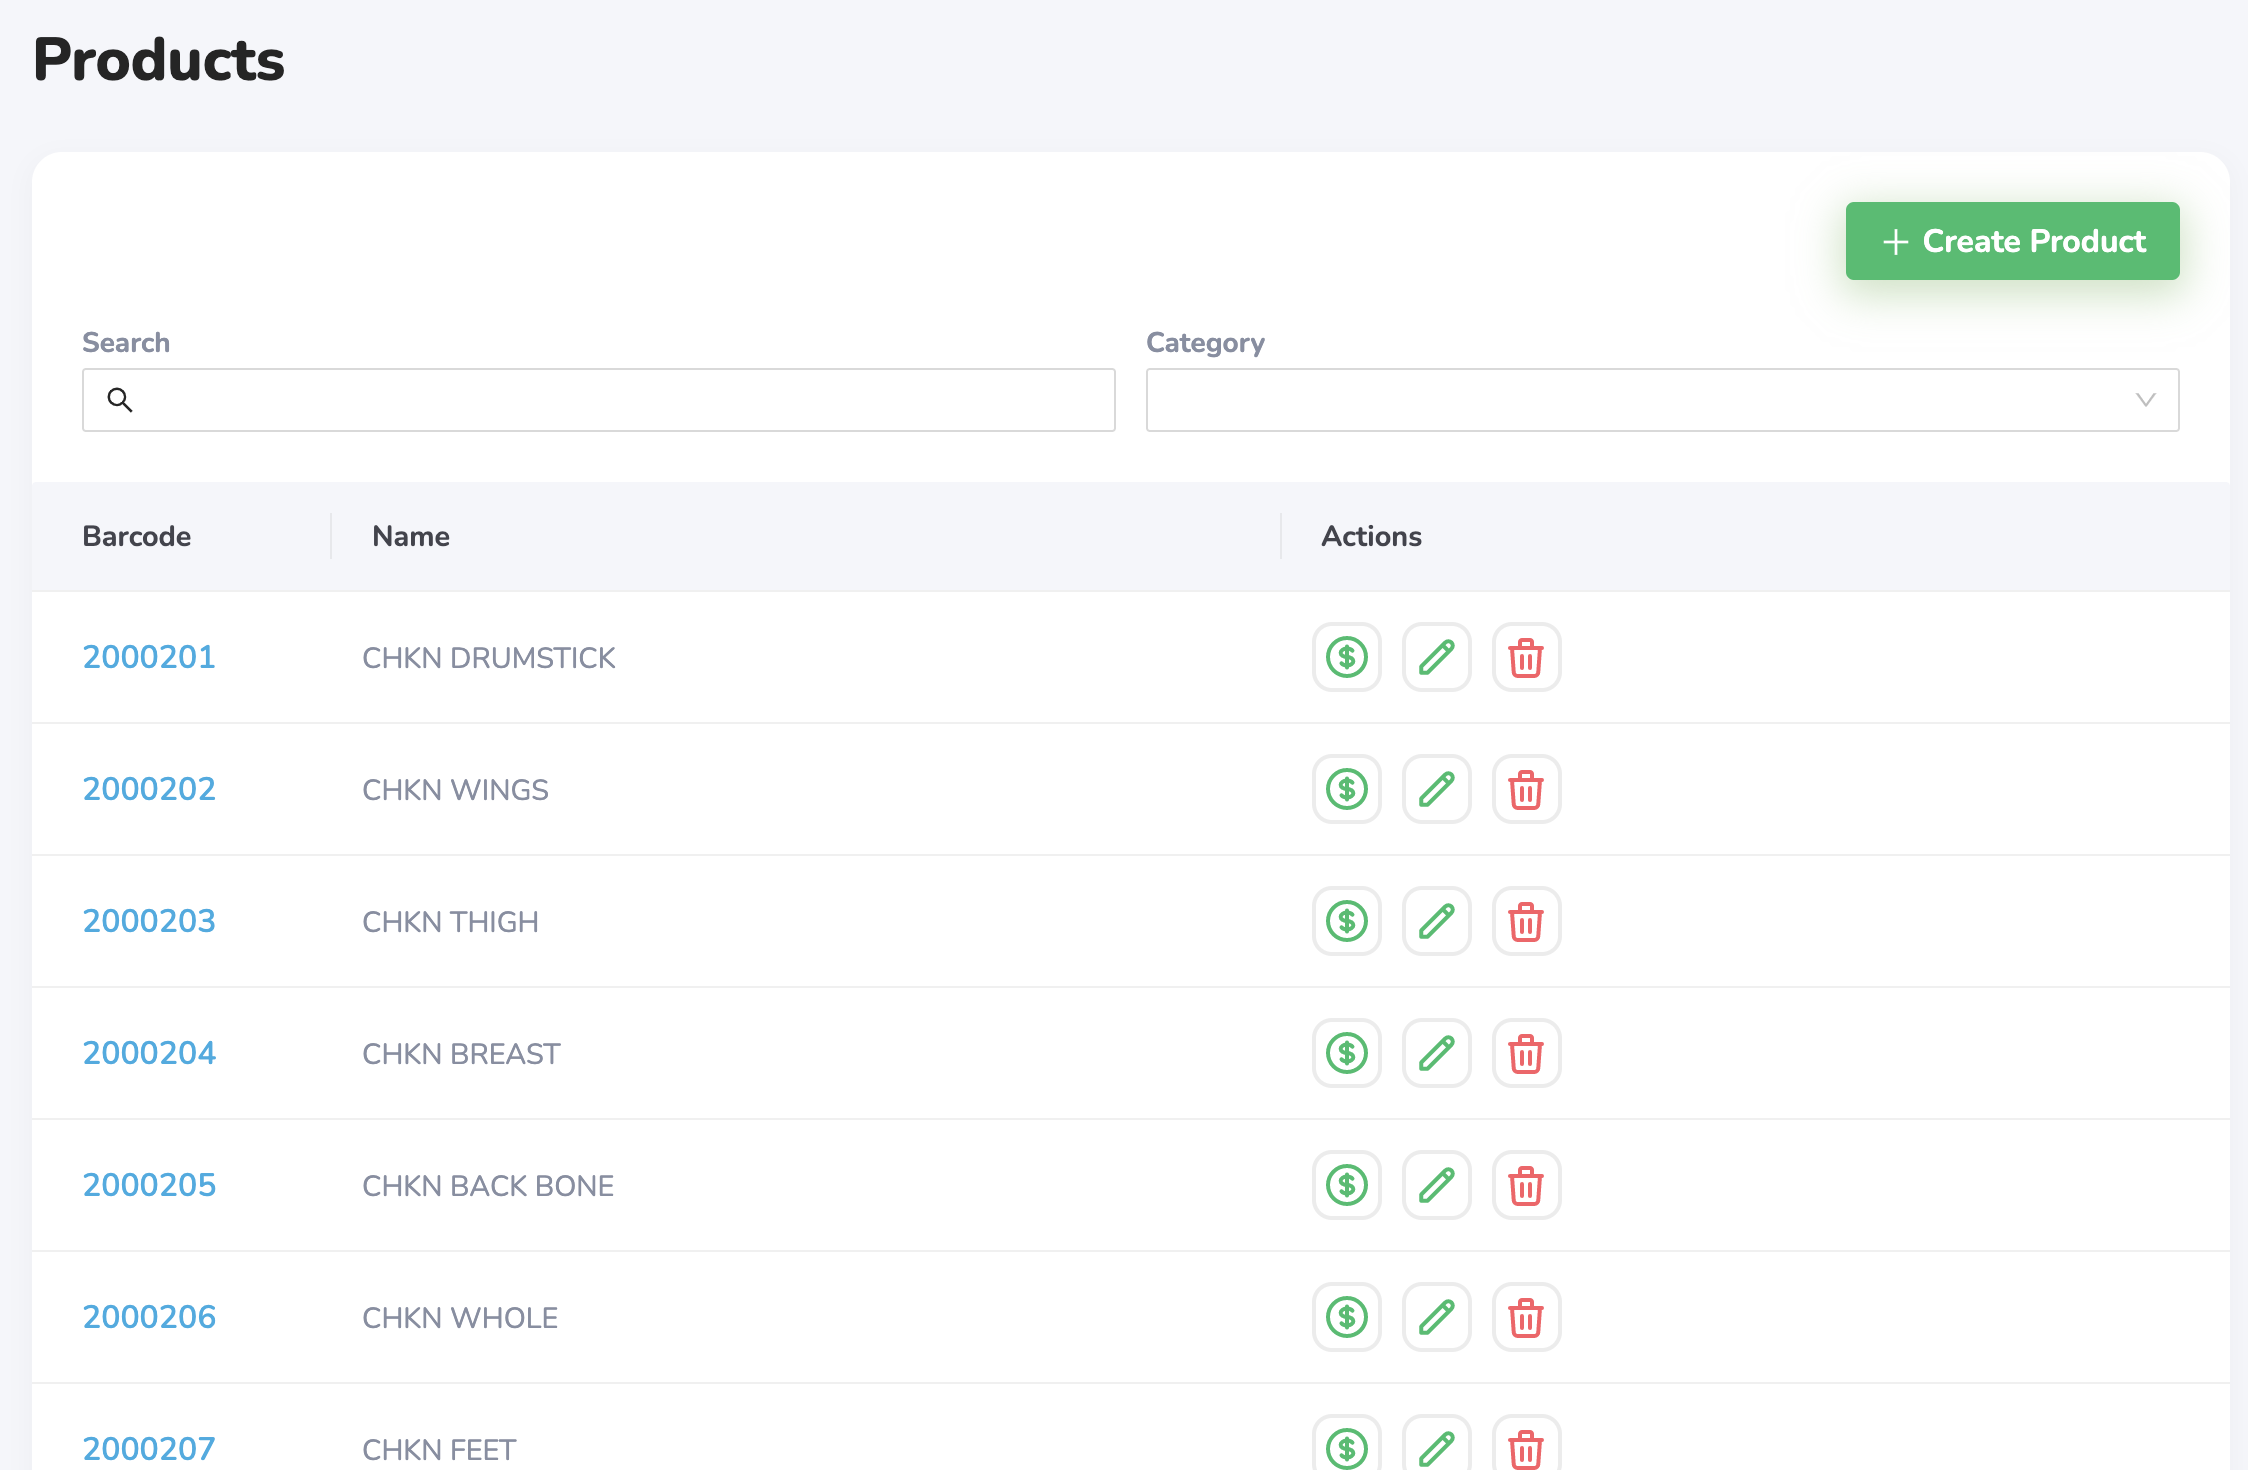 Products
Create Product
Search Category
Barcode Name Actions
2000201 CHKN DRUMSTICK
2000202 CHKN WINGS
2000203 CHKN THIGH
2000204 CHKN BREAST
2000205 CHKN BACK BONE
2000206 CHKN WHOLE
2000207 CHKN FEET